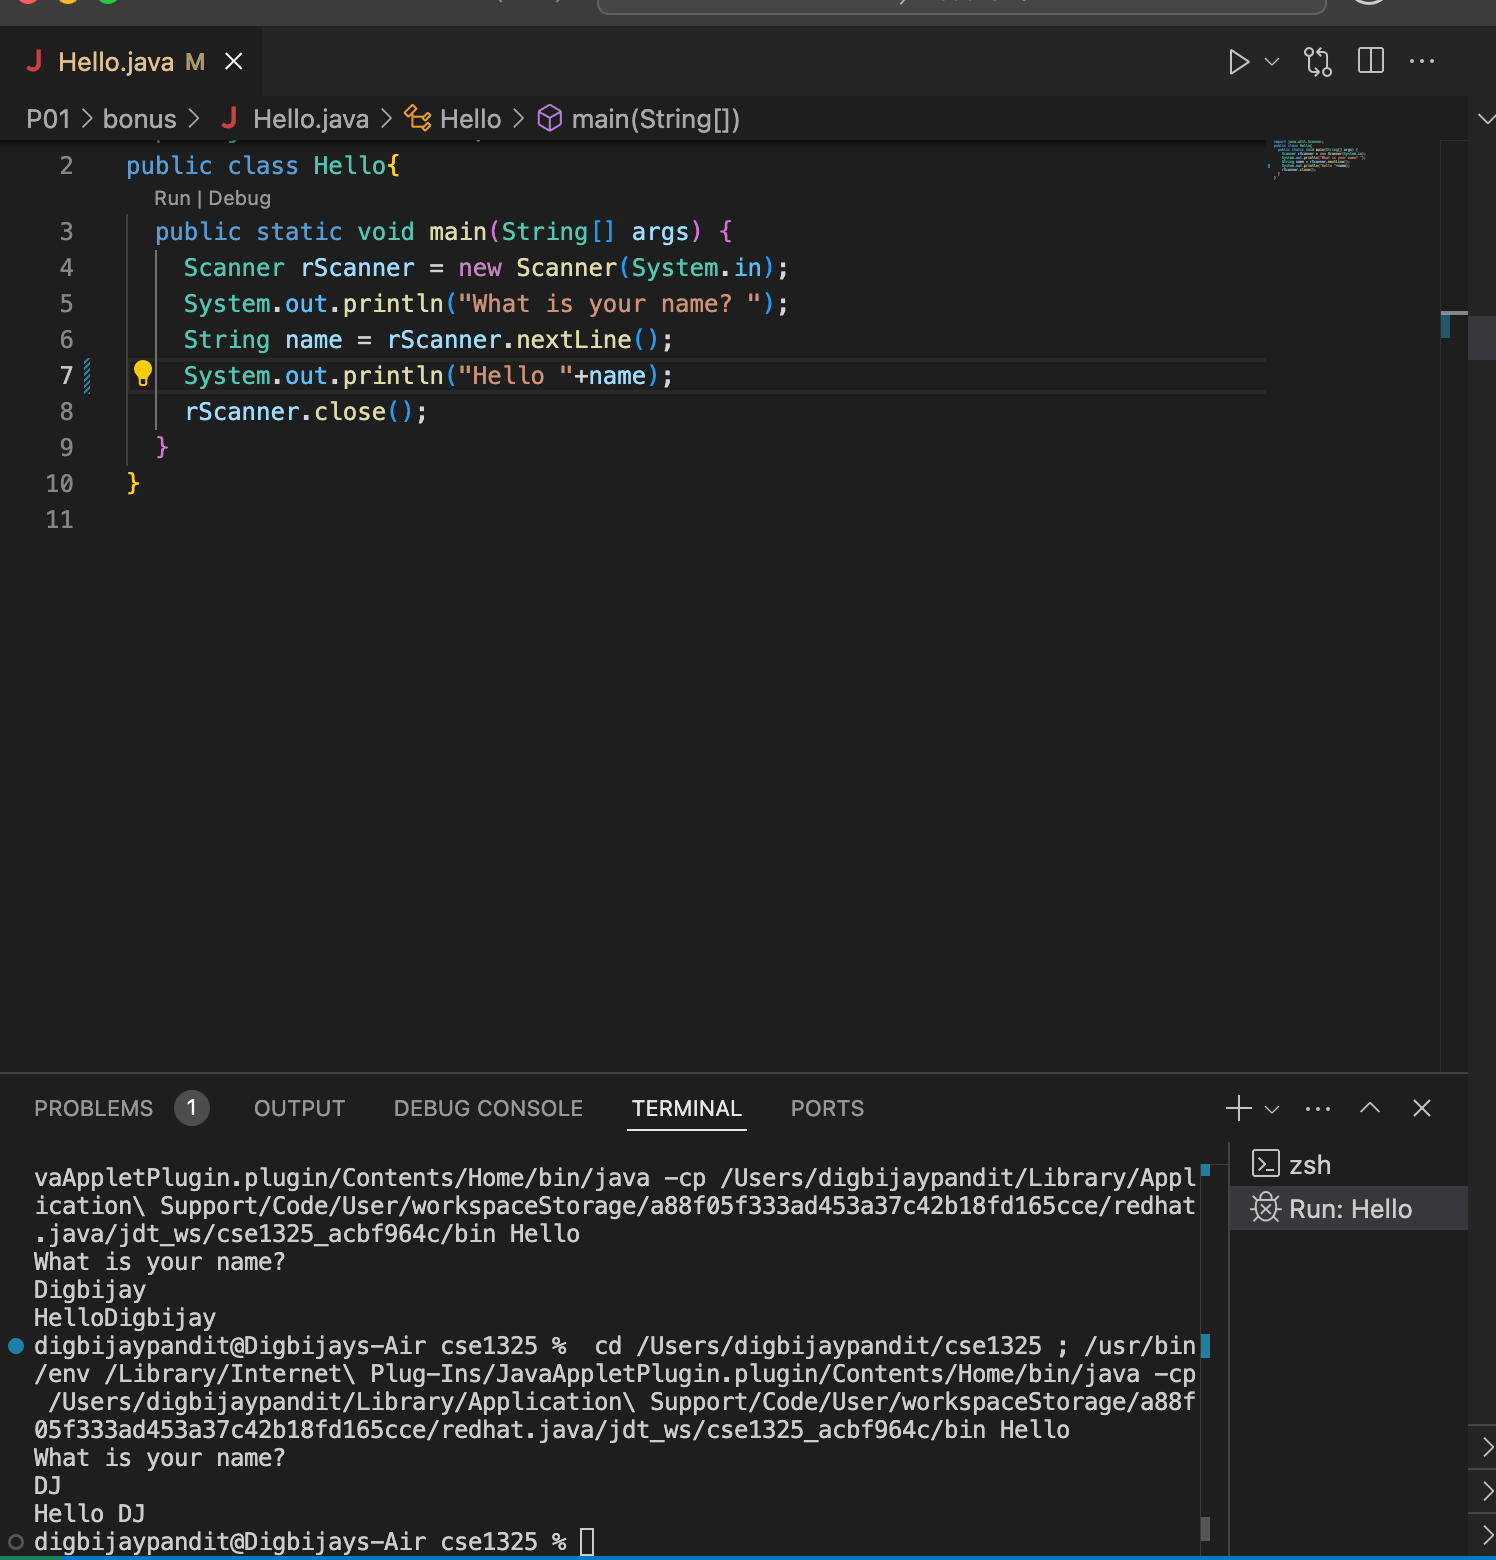 Hello.java M
P01 > bonus > Hello.java > Hello > main(String[])
2 public class Hello{
Run | Debug
3 public static void main(String[] args) {
4 Scanner rScanner = new Scanner(System.in);
5 System.out.println("What is your name? ");
6 String name = rScanner.nextLine();
7 System.out.println("Hello "+name);
8 rScanner.close();
9 }
10 }
11
PROBLEMS 1 OUTPUT DEBUG CONSOLE TERMINAL PORTS
vaAppletPlugin.plugin/Contents/Home/bin/java -cp /Users/digbijaypandit/Library/Appl
ication\ Support/Code/User/workspaceStorage/a88f05f333ad453a37c42b18fd165cce/redhat
.java/jdt_ws/cse1325_acbf964c/bin Hello
What is your name?
Digbijay
HelloDigbijay
digbijaypandit@Digbijays-Air cse1325 %  cd /Users/digbijaypandit/cse1325 ; /usr/bin
/env /Library/Internet\ Plug-Ins/JavaAppletPlugin.plugin/Contents/Home/bin/java -cp
/Users/digbijaypandit/Library/Application\ Support/Code/User/workspaceStorage/a88f
05f333ad453a37c42b18fd165cce/redhat.java/jdt_ws/cse1325_acbf964c/bin Hello
What is your name?
DJ
Hello DJ
digbijaypandit@Digbijays-Air cse1325 %
zsh
Run: Hello